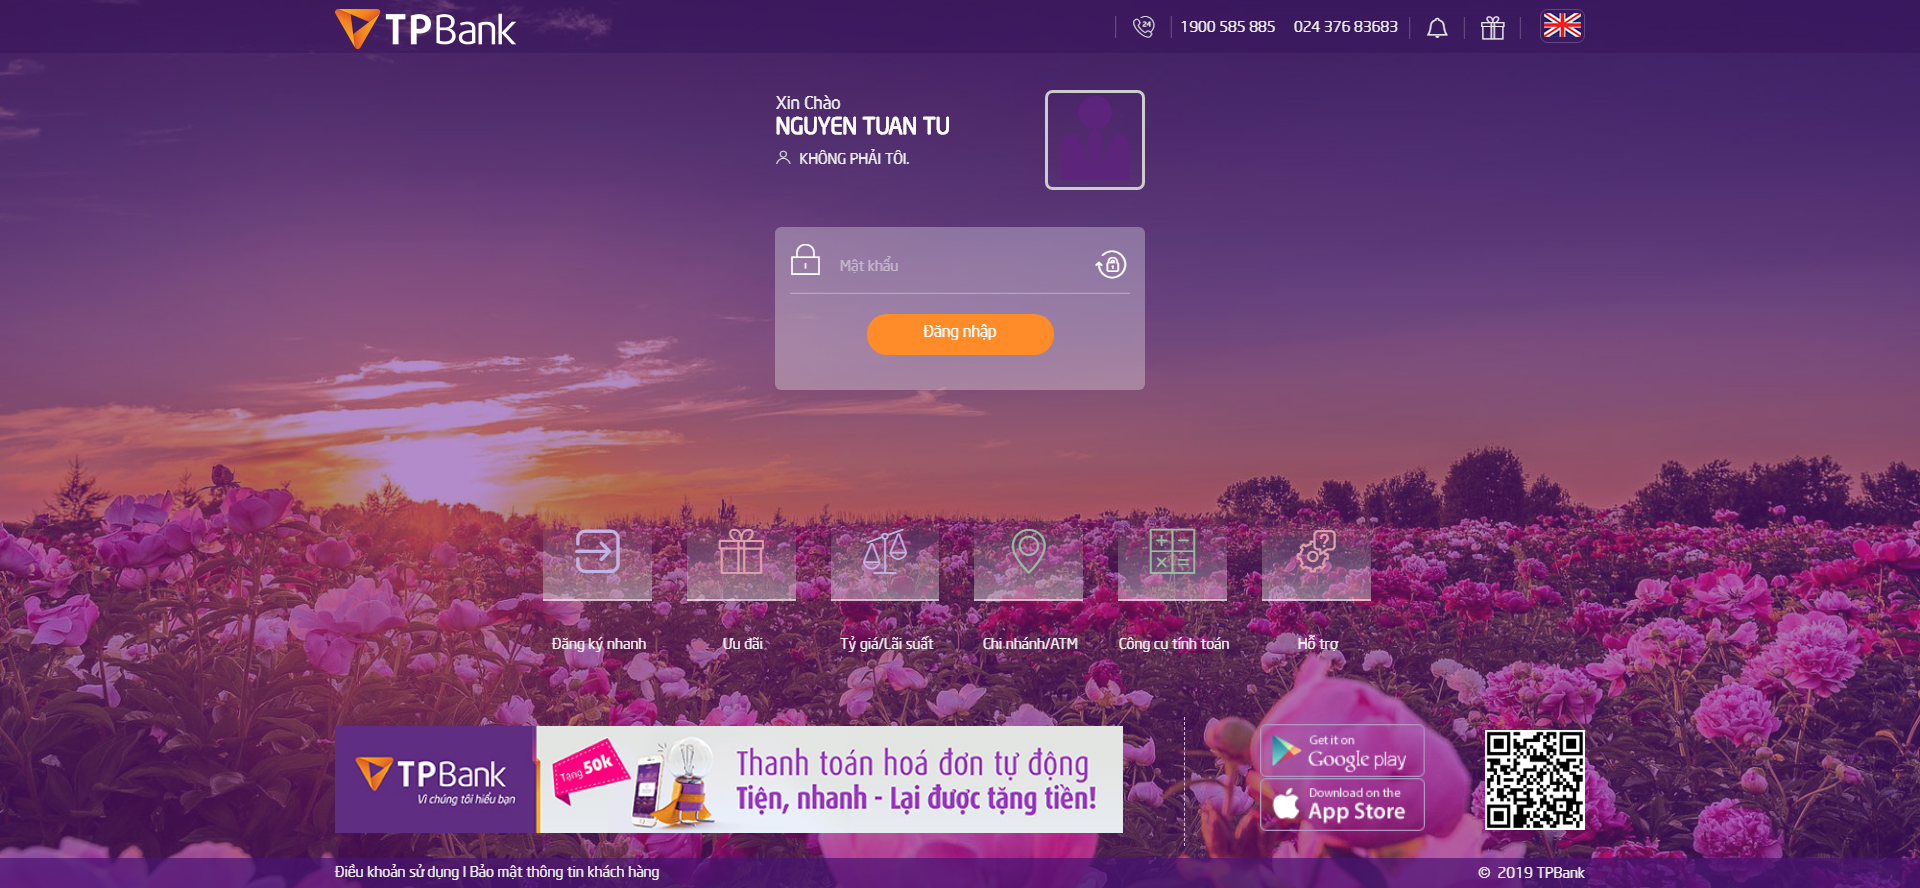 TPBank
24
1900 585 885
024 376 83683
Xin Chào
NGUYEN TUAN TU
KHÔNG PHẢI TÔI.
Mật khẩu
Đăng nhập
Đăng ký nhanh
Ưu đãi
Tỷ giá/Lãi suất
Chi nhánh/ATM
Công cụ tính toán
Hỗ trợ
TPBank
Vì chúng tôi hiểu bạn
Tặng 50k
Thanh toán hoá đơn tự động
Tiện, nhanh - Lại được tặng tiền!
Get it on
Google play
Download on the
App Store
Điều khoản sử dụng I Bảo mật thông tin khách hàng
© 2019 TPBank